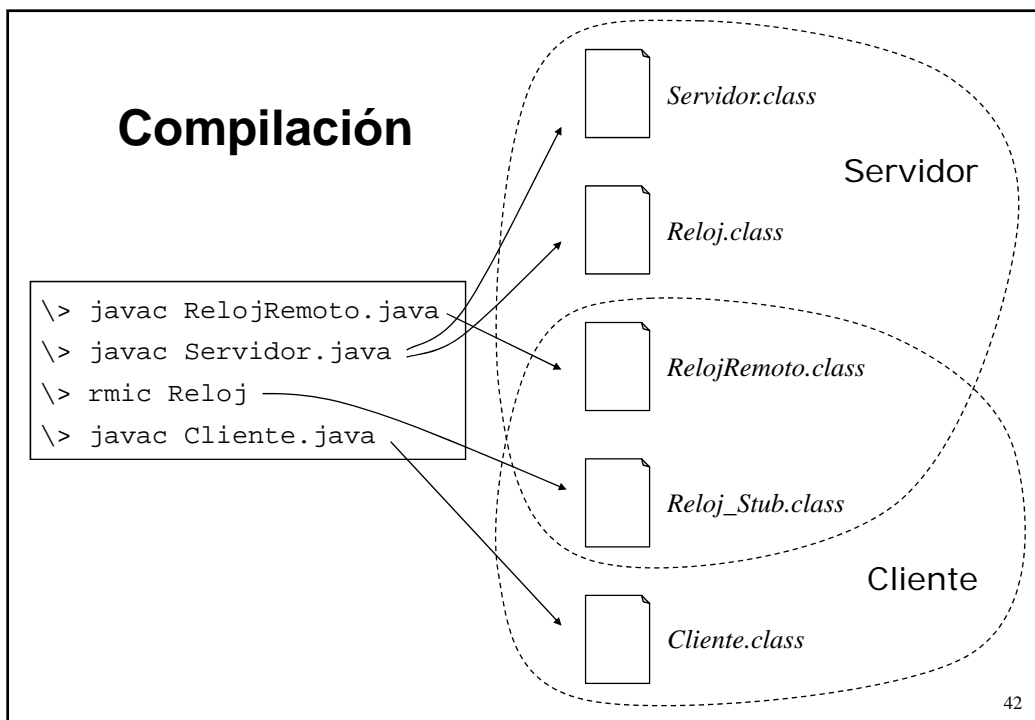 Compilación
\> javac RelojRemoto.java
\> javac Servidor.java
\> rmic Reloj
\> javac Cliente.java
Servidor.class
Servidor
Reloj.class
RelojRemoto.class
Reloj_Stub.class
Cliente
Cliente.class
42